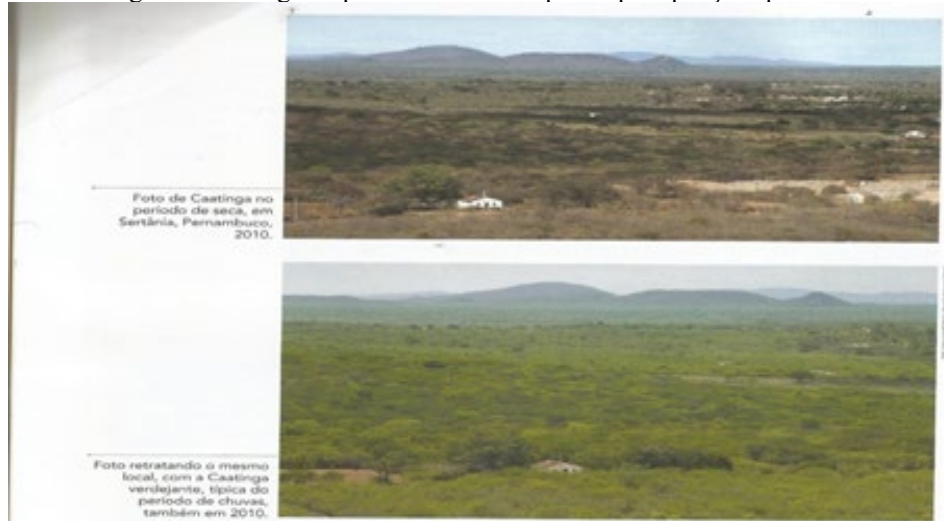 Foto de Caatinga no
período de seca, em
Sertânia, Pernambuco,
2010.
Foto retratando o mesmo
local, com a Caatinga
verdejante, típica do
período de chuvas,
também em 2010.